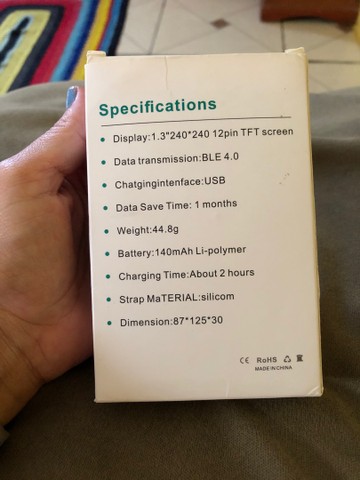 Specifications
Display:1.3"240*240 12pin TFT screen
Data transmission:BLE 4.0
Chatgingintenface:USB
Data Save Time: 1 months
Weight:44.8g
Battery:140mAh Li-polymer
Charging Time:About 2 hours
Strap MaTERIAL:silicom
Dimension:87*125*30
CE RoHS
MADE IN CHINA